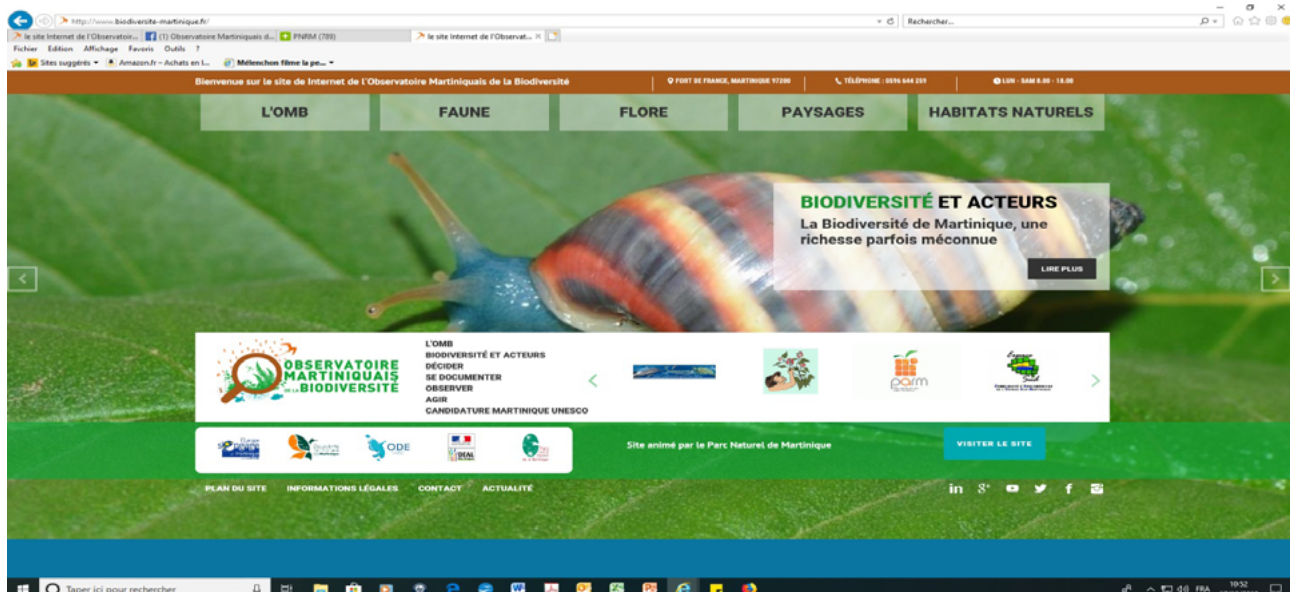 http://www.biodiversite-martinique.fr/
Rechercher...
le site Internet de l'Observatoir...
(1) Observatoire Martiniquais d...
PNRM (789)
le site Internet de l'Observat...
Fichier Edition Affichage Favoris Outils ?
Sites suggérés
Amazon.fr – Achats en l...
Mélenchon filme la pe...
Bienvenue sur le site de Internet de l'Observatoire Martiniquais de la Biodiversité
FORT DE FRANCE, MARTINIQUE 97200
TÉLÉPHONE : 0596 644 259
LUN - SAM 8.00 - 18.00
L'OMB
FAUNE
FLORE
PAYSAGES
HABITATS NATURELS
BIODIVERSITÉ ET ACTEURS
La Biodiversité de Martinique, une
richesse parfois méconnue
LIRE PLUS
OBSERVATOIRE
MARTINIQUAIS
DE LA BIODIVERSITÉ
L'OMB
BIODIVERSITÉ ET ACTEURS
DÉCIDER
SE DOCUMENTER
OBSERVER
AGIR
CANDIDATURE MARTINIQUE UNESCO
parm
Espace
Sud
ODE
DEAL
Site animé par le Parc Naturel de Martinique
VISITER LE SITE
PLAN DU SITE
INFORMATIONS LÉGALES
CONTACT
ACTUALITÉ
Taper ici pour rechercher
FRA
10:52